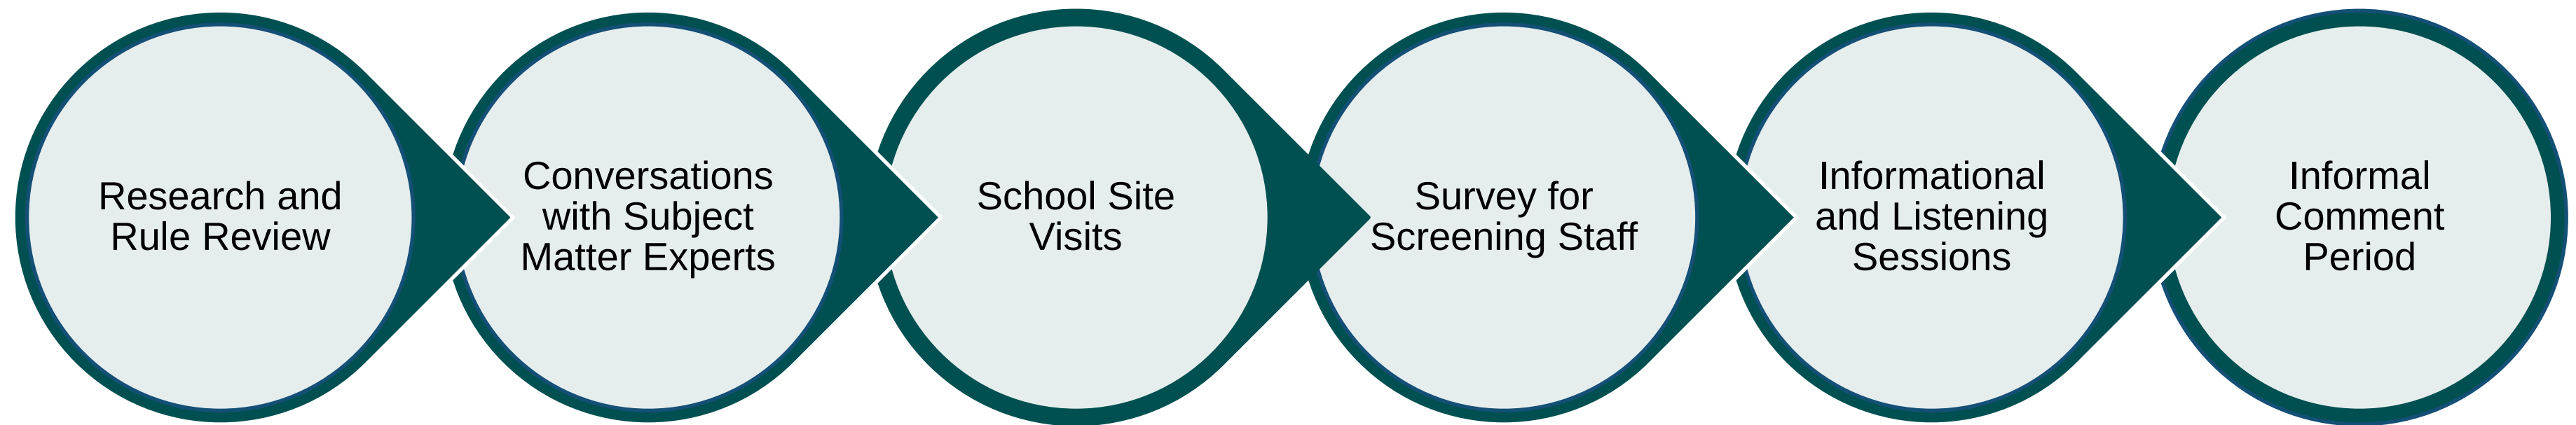 Research and
Rule Review
Conversations
with Subject
Matter Experts
School Site
Visits
Survey for
Screening Staff
Informational
and Listening
Sessions
Informal
Comment
Period